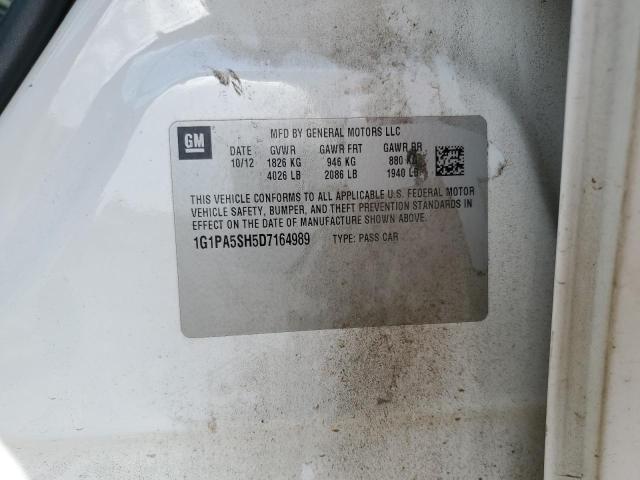 GM
MFD BY GENERAL MOTORS LLC
DATE GVWR GAWR FRT GAWR RR
10/12 1826 KG 946 KG 880 KG
4026 LB 2086 LB 1940 LB
THIS VEHICLE CONFORMS TO ALL APPLICABLE U.S. FEDERAL MOTOR
VEHICLE SAFETY, BUMPER, AND THEFT PREVENTION STANDARDS IN
EFFECT ON THE DATE OF MANUFACTURE SHOWN ABOVE.
1G1PA5SH5D7164989 TYPE: PASS CAR